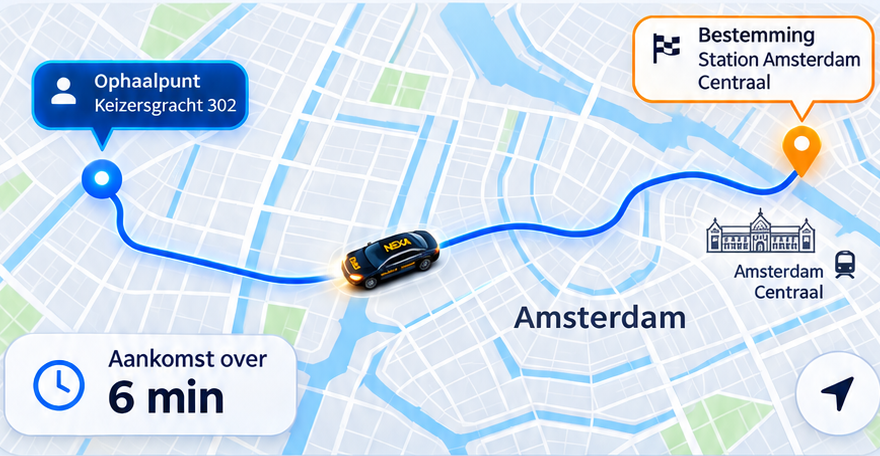 Ophaalpunt
Keizersgracht 302
Bestemming
Station Amsterdam
Centraal
NEXA
Amsterdam
Centraal
Amsterdam
Aankomst over
6 min